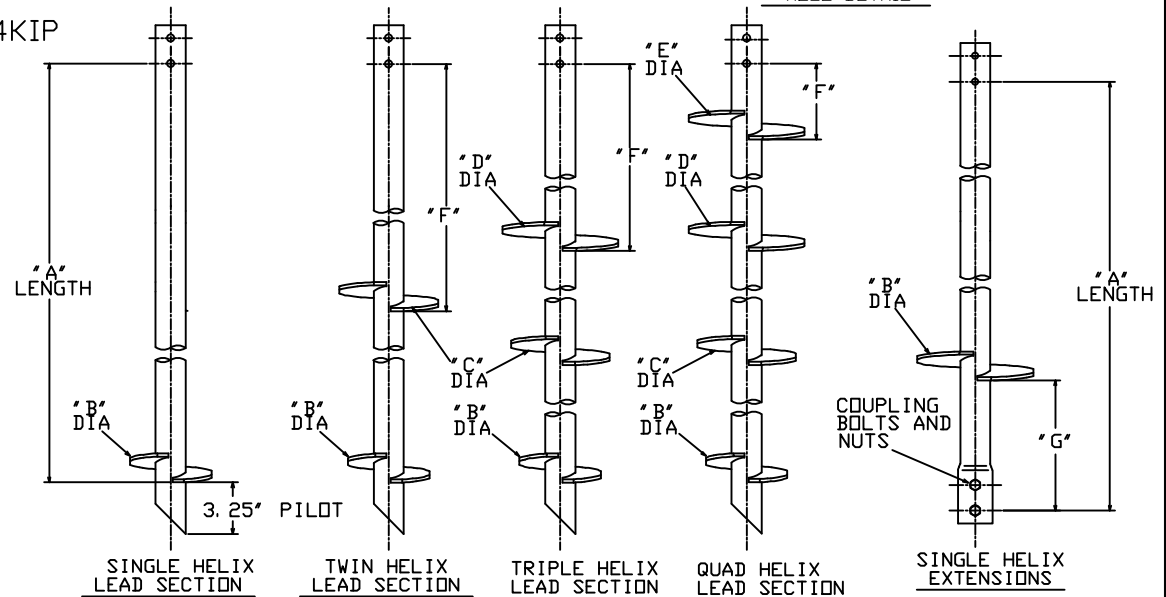 4KIP
"A"
LENGTH
"B"
DIA
3.25" PILOT
SINGLE HELIX
LEAD SECTION
"F"
"C"
DIA
"B"
DIA
TWIN HELIX
LEAD SECTION
"D"
DIA
"F"
"C"
DIA
"B"
DIA
TRIPLE HELIX
LEAD SECTION
"E"
DIA
"F"
"D"
DIA
"C"
DIA
"B"
DIA
QUAD HELIX
LEAD SECTION
"A"
LENGTH
"B"
DIA
COUPLING
BOLTS AND
NUTS
"G"
SINGLE HELIX
EXTENSIONS